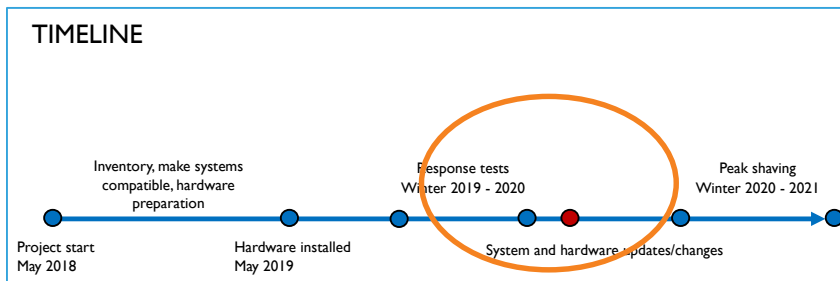 TIMELINE
Inventory, make systems
compatible, hardware
preparation
Response tests
Winter 2019 - 2020
Peak shaving
Winter 2020 - 2021
Project start
May 2018
Hardware installed
May 2019
System and hardware updates/changes